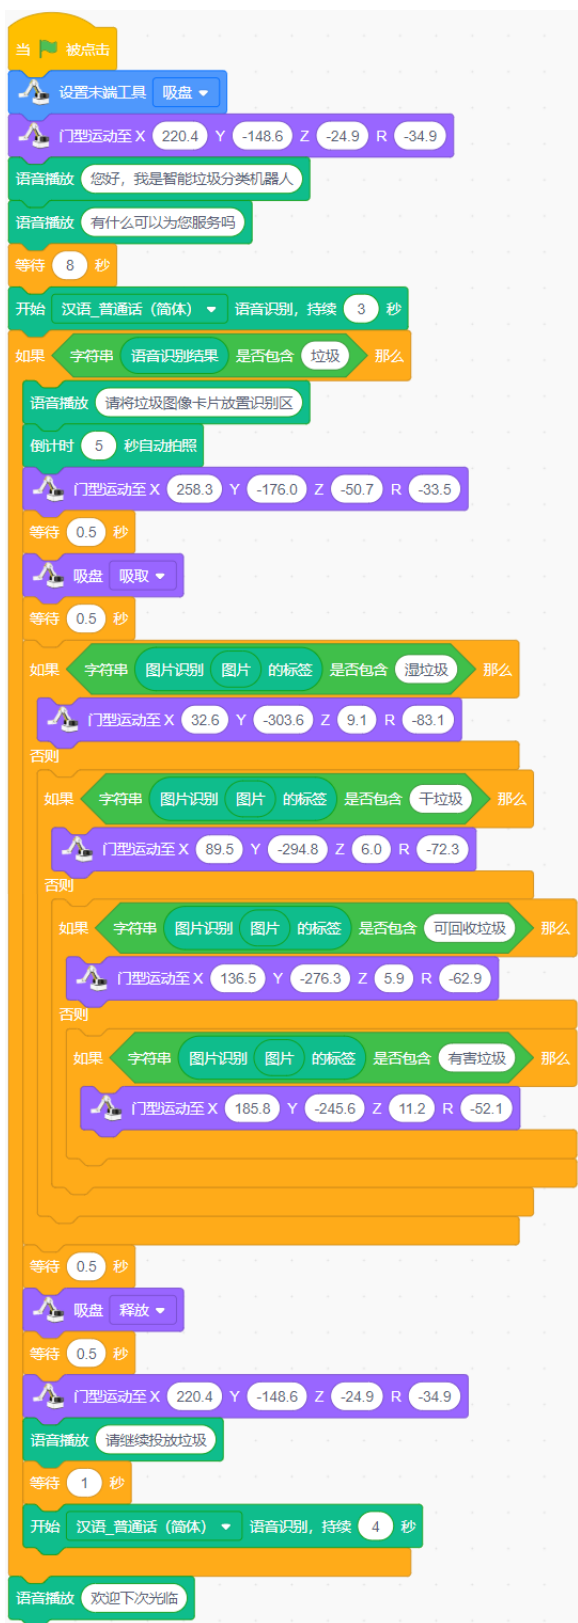 当 被点击
设置末端工具 吸盘
门型运动至 X 220.4 Y -148.6 Z -24.9 R -34.9
语音播放 您好，我是智能垃圾分类机器人
语音播放 有什么可以为您服务吗
等待 8 秒
开始 汉语_普通话（简体） 语音识别，持续 3 秒
如果 字符串 语音识别结果 是否包含 垃圾 那么
语音播放 请将垃圾图像卡片放置识别区
倒计时 5 秒自动拍照
门型运动至 X 258.3 Y -176.0 Z -50.7 R -33.5
等待 0.5 秒
吸盘 吸取
等待 0.5 秒
如果 字符串 图片识别 图片 的标签 是否包含 湿垃圾 那么
门型运动至 X 32.6 Y -303.6 Z 9.1 R -83.1
否则
如果 字符串 图片识别 图片 的标签 是否包含 干垃圾 那么
门型运动至 X 89.5 Y -294.8 Z 6.0 R -72.3
否则
如果 字符串 图片识别 图片 的标签 是否包含 可回收垃圾 那么
门型运动至 X 136.5 Y -276.3 Z 5.9 R -62.9
否则
如果 字符串 图片识别 图片 的标签 是否包含 有害垃圾 那么
门型运动至 X 185.8 Y -245.6 Z 11.2 R -52.1
等待 0.5 秒
吸盘 释放
等待 0.5 秒
门型运动至 X 220.4 Y -148.6 Z -24.9 R -34.9
语音播放 请继续投放垃圾
等待 1 秒
开始 汉语_普通话（简体） 语音识别，持续 4 秒
语音播放 欢迎下次光临